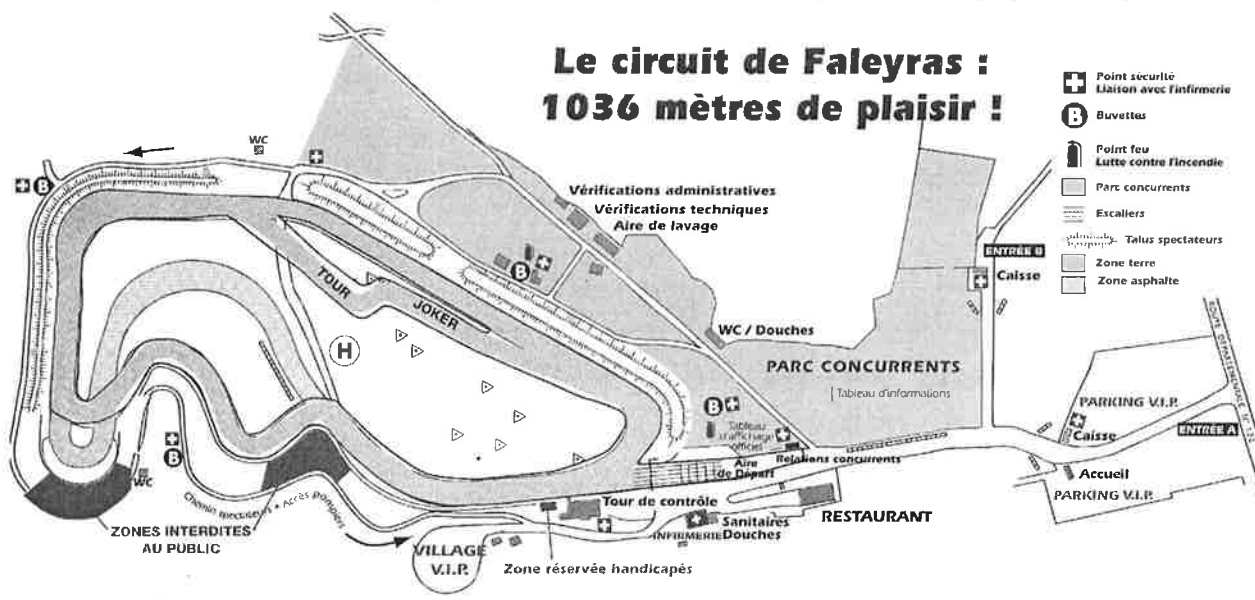 Le circuit de Faleyras :
1036 mètres de plaisir !
Point sécurité
Liaison avec l'infirmerie
B
Buvettes
Point feu
Lutte contre l'incendie
Parc concurrents
Escaliers
Talus spectateurs
Zone terre
Zone asphalte
WC
B
Vérifications administratives
Vérifications techniques
Aire de lavage
ENTRÉE B
Caisse
B
TOUR
JOKER
H
WC / Douches
PARC CONCURRENTS
Tableau d'informations
PARKING V.I.P.
ENTRÉE A
Caisse
B
Tableau
d'affichage
officiel
Relations concurrents
Aire
de Départ
Accueil
PARKING V.I.P.
B
WC
Chemin spectateurs • Accès pompiers
ZONES INTERDITES
AU PUBLIC
Tour de contrôle
Sanitaires
Douches
INFIRMERIE
RESTAURANT
VILLAGE
V.I.P.
Zone réservée handicapés